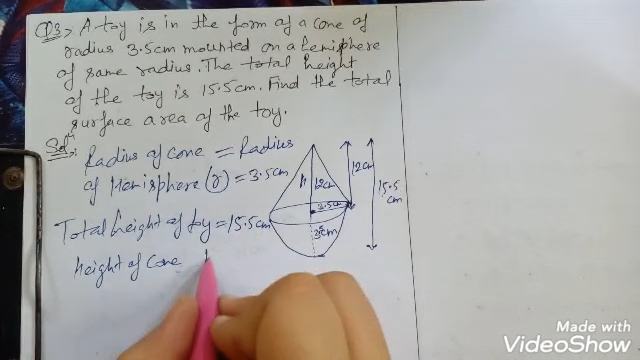 Q3:→ A toy is in the form of a cone of
radius 3.5cm mounted on a hemisphere
of same radius. The total height
of the toy is 15.5cm. Find the total
surface area of the toy.
Sol:
Radius of cone = Radius
of Hemisphere (r) = 3.5cm
Total height of toy = 15.5cm
Height of cone
12cm
3.5cm
3.5cm
12cm
15.5
cm
Made with
VideoShow